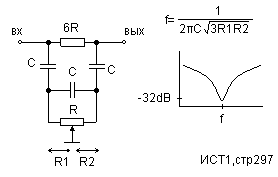 вх 6R вых
f= 1
2πC√3R1R2
C C
C
R
R1 R2
-32dB
f
ИСТ1,стр297